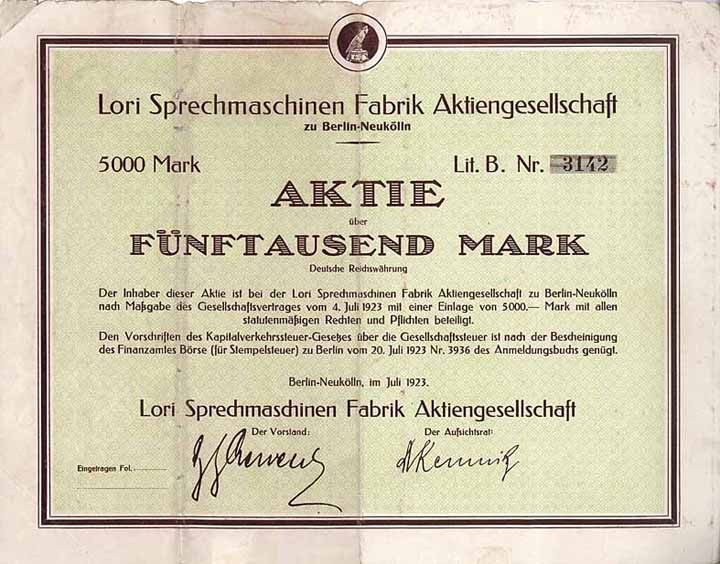 Lori Sprechmaschinen Fabrik Aktiengesellschaft
zu Berlin-Neukölln
5000 Mark Lit. B. Nr. 3142
AKTIE
über
FÜNFTAUSEND MARK
Deutsche Reichswährung
Der Inhaber dieser Aktie ist bei der Lori Sprechmaschinen Fabrik Aktiengesellschaft zu Berlin-Neukölln
nach Maßgabe des Gesellschaftsvertrages vom 4. Juli 1923 mit einer Einlage von 5000.— Mark mit allen
statutenmäßigen Rechten und Pflichten beteiligt.
Den Vorschriften des Kapitalverkehrssteuer-Gesetzes über die Gesellschaftssteuer ist nach der Bescheinigung
des Finanzamtes Börse (für Stempelsteuer) zu Berlin vom 20. Juli 1923 Nr. 3936 des Anmeldungsbuchs genügt.
Berlin-Neukölln, im Juli 1923.
Lori Sprechmaschinen Fabrik Aktiengesellschaft
Der Vorstand: Der Aufsichtsrat:
Eingetragen Fol.